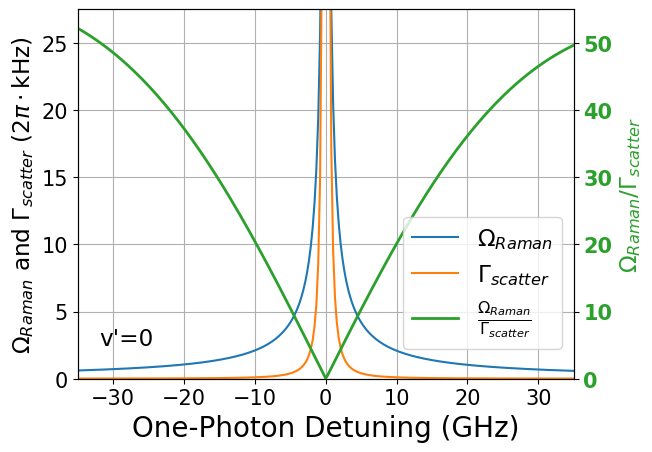 25
20
15
10
5
0
Ω_Raman and Γ_scatter (2π · kHz)
50
40
30
20
10
0
Ω_Raman/Γ_scatter
Ω_Raman
Γ_scatter
Ω_Raman
Γ_scatter
v'=0
−30 −20 −10 0 10 20 30
One-Photon Detuning (GHz)